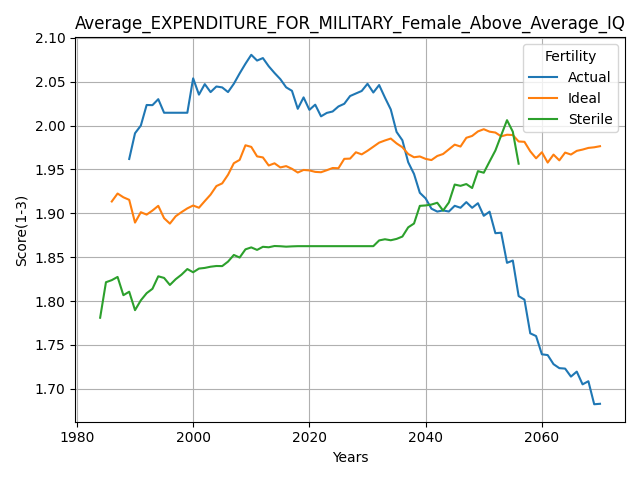 Average_EXPENDITURE_FOR_MILITARY_Female_Above_Average_IQ
Fertility
Actual
Ideal
Sterile
Score(1-3)
2.10
2.05
2.00
1.95
1.90
1.85
1.80
1.75
1.70
1980 2000 2020 2040 2060
Years